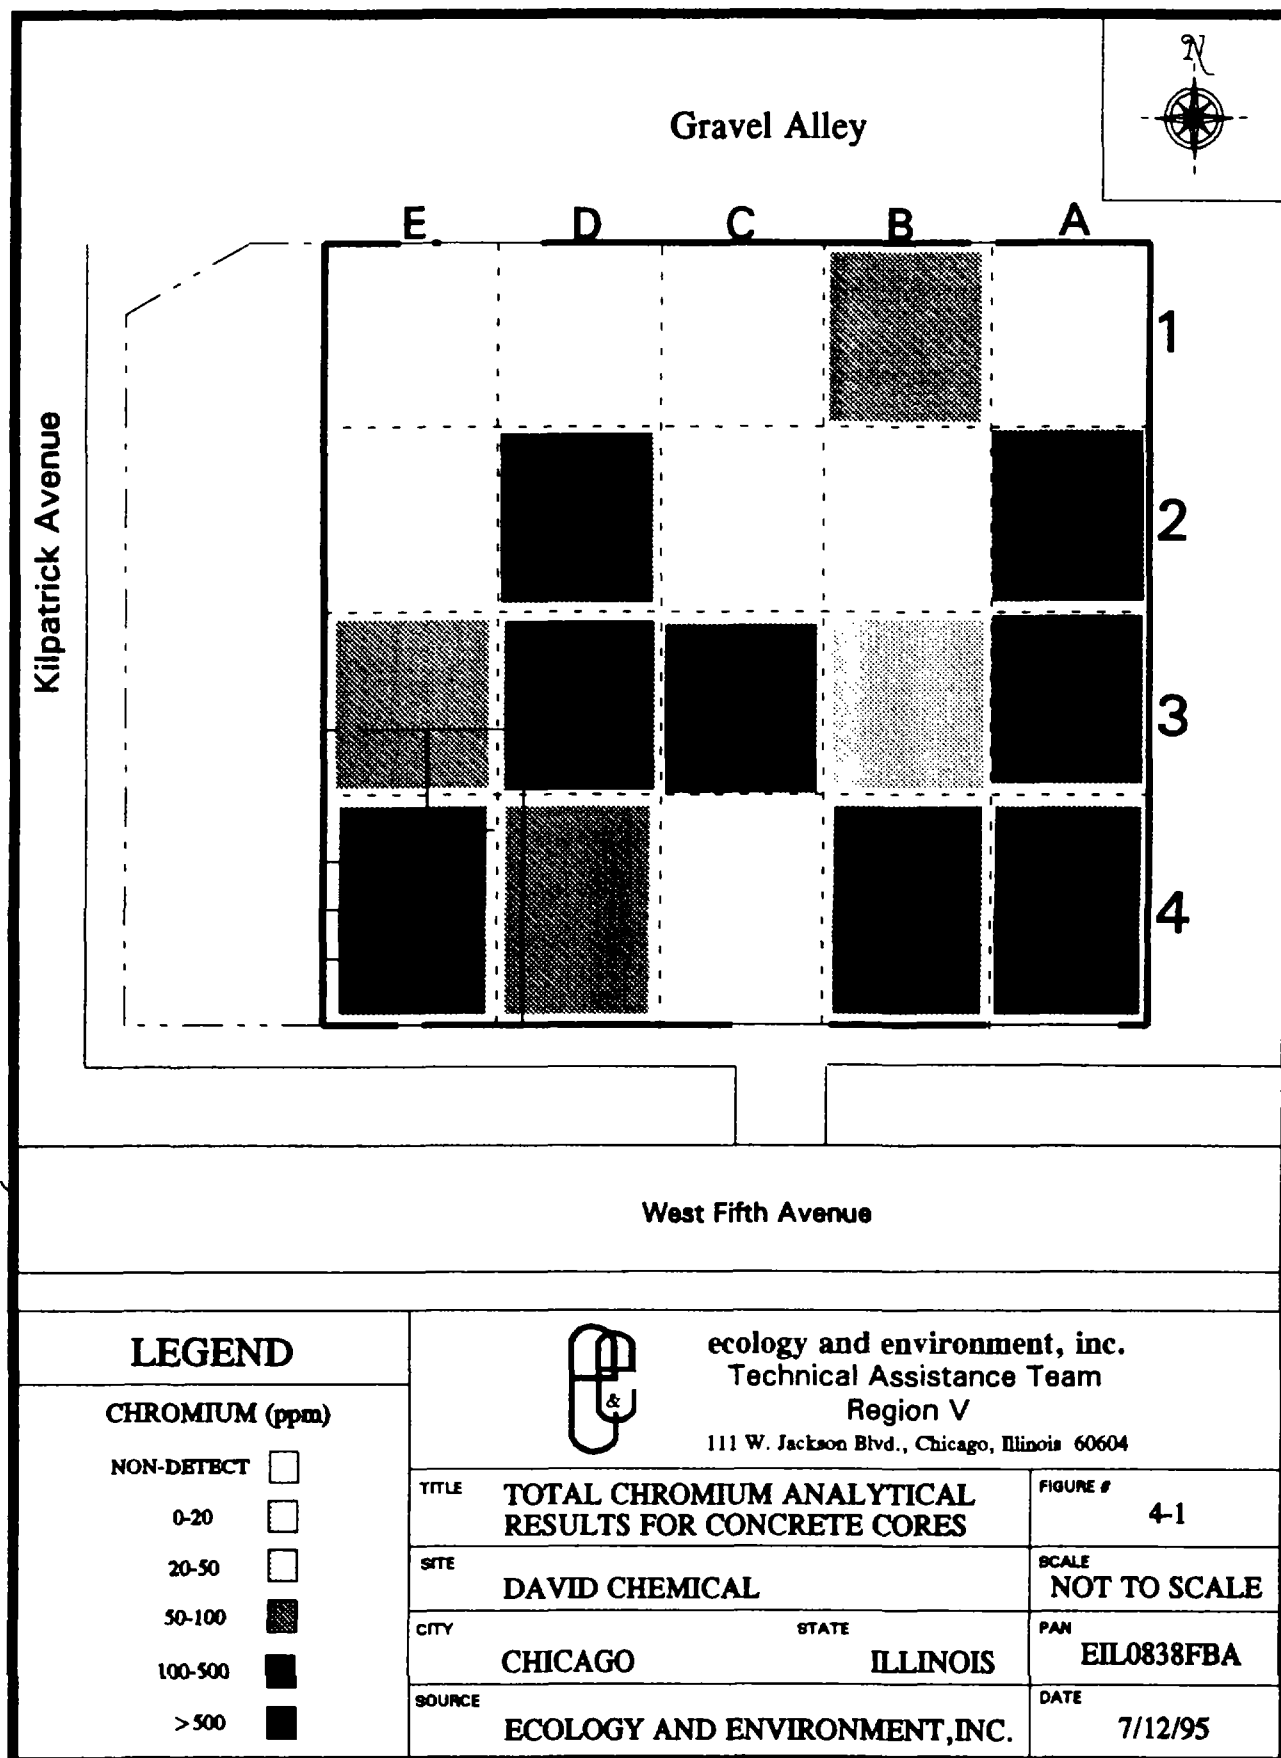 N
Gravel Alley
E D C B A
1
2
3
4
Kilpatrick Avenue
West Fifth Avenue
LEGEND
CHROMIUM (ppm)
NON-DETECT
0-20
20-50
50-100
100-500
>500
&
ecology and environment, inc.
Technical Assistance Team
Region V
111 W. Jackson Blvd., Chicago, Illinois 60604
TITLE
TOTAL CHROMIUM ANALYTICAL
RESULTS FOR CONCRETE CORES
FIGURE #
4-1
SITE
DAVID CHEMICAL
SCALE
NOT TO SCALE
CITY
CHICAGO
STATE
ILLINOIS
PAN
EIL0838FBA
SOURCE
ECOLOGY AND ENVIRONMENT,INC.
DATE
7/12/95